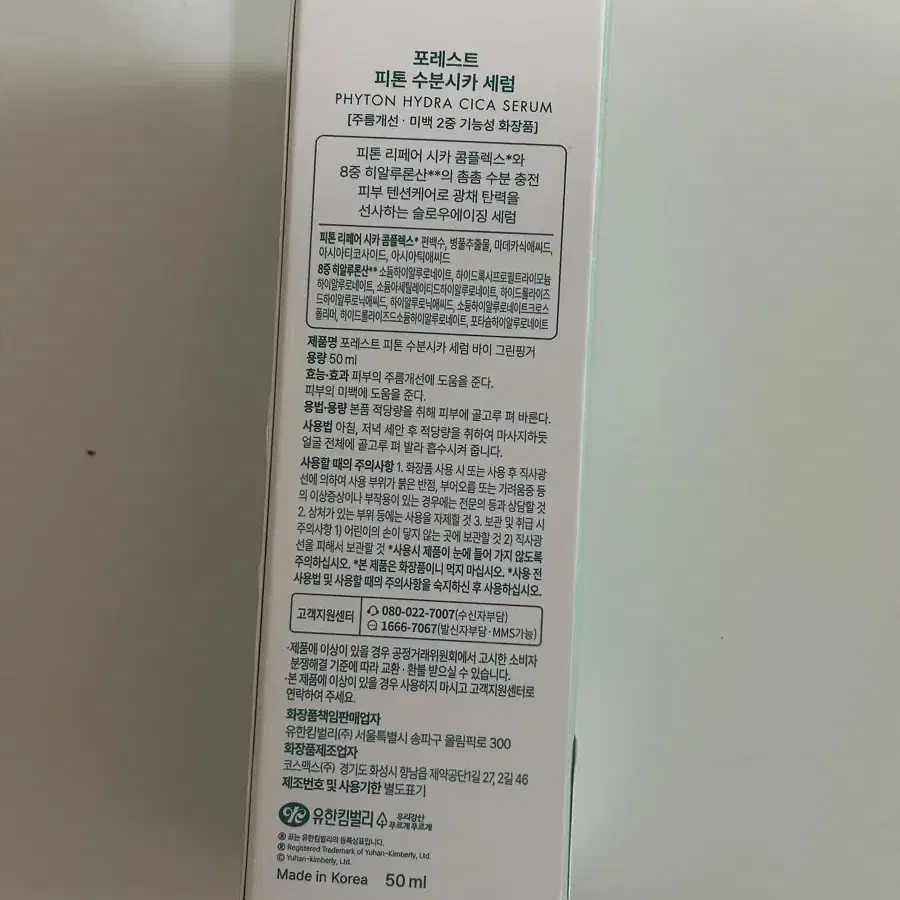 포레스트
피톤 수분시카 세럼
PHYTON HYDRA CICA SERUM
[주름개선 · 미백 2중 기능성 화장품]
피톤 리페어 시카 콤플렉스*와
8중 히알루론산**의 촘촘 수분 충전
피부 텐션케어로 광채 탄력을
선사하는 슬로우에이징 세럼
피톤 리페어 시카 콤플렉스* 편백수, 병풀추출물, 마데카식애씨드,
아시아티코사이드, 아시아틱애씨드
8중 히알루론산** 소듐하이알루로네이트, 하이드록시프로필트라이모늄
하이알루로네이트, 소듐아세틸레이티드하이알루로네이트, 하이드롤라이즈
드하이알루로닉애씨드, 하이알루로닉애씨드, 소듐하이알루로네이트크로스
폴리머, 하이드롤라이즈드소듐하이알루로네이트, 포타슘하이알루로네이트
제품명 포레스트 피톤 수분시카 세럼 바이 그린핑거
용량 50 ml
효능·효과 피부의 주름개선에 도움을 준다.
피부의 미백에 도움을 준다.
용법·용량 본품 적당량을 취해 피부에 골고루 펴 바른다.
사용법 아침, 저녁 세안 후 적당량을 취하여 마사지하듯
얼굴 전체에 골고루 펴 발라 흡수시켜 줍니다.
사용할 때의 주의사항 1. 화장품 사용 시 또는 사용 후 직사광
선에 의하여 사용 부위가 붉은 반점, 부어오름 또는 가려움증 등
의 이상증상이나 부작용이 있는 경우에는 전문의 등과 상담할 것
2. 상처가 있는 부위 등에는 사용을 자제할 것 3. 보관 및 취급 시
주의사항 1) 어린이의 손이 닿지 않는 곳에 보관할 것 2) 직사광
선을 피해서 보관할 것 *사용시 제품이 눈에 들어 가지 않도록
주의하십시오. *본 제품은 화장품이니 먹지 마십시오. *사용 전
사용법 및 사용할 때의 주의사항을 숙지하신 후 사용하십시오.
고객지원센터
080-022-7007(수신자부담)
1666-7067(발신자부담·MMS가능)
·제품에 이상이 있을 경우 공정거래위원회에서 고시한 소비자
분쟁해결 기준에 따라 교환 · 환불 받으실 수 있습니다.
·본 제품에 이상이 있을 경우 사용하지 마시고 고객지원센터로
연락하여 주세요.
화장품책임판매업자
유한킴벌리(주) 서울특별시 송파구 올림픽로 300
화장품제조업자
코스맥스(주) 경기도 화성시 향남읍 제약공단1길 27, 2길 46
제조번호 및 사용기한 별도표기
유한킴벌리 우리강산
푸르게 푸르게
® 표는 유한킴벌리의 등록상표입니다.
® Registered Trademark of Yuhan-Kimberly, Ltd.
© Yuhan-kimberly, Ltd.
Made in Korea 50 ml